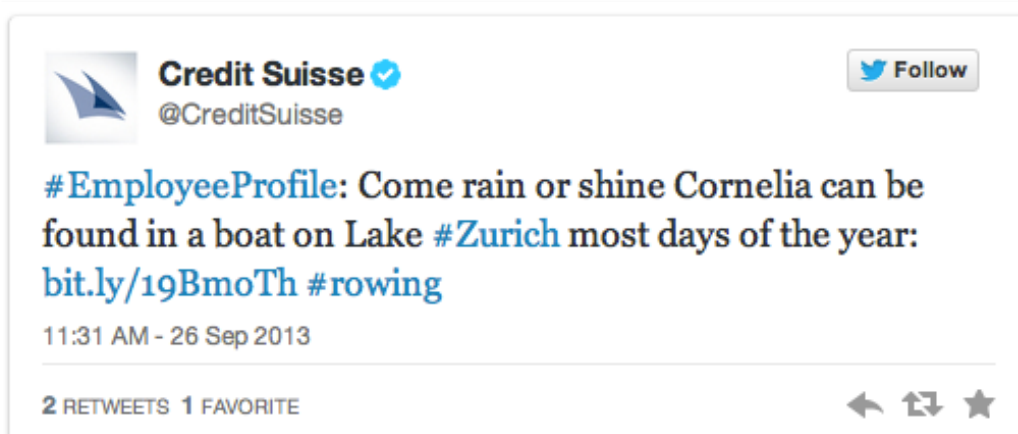 Credit Suisse
@CreditSuisse
Follow
#EmployeeProfile: Come rain or shine Cornelia can be
found in a boat on Lake #Zurich most days of the year:
bit.ly/19BmoTh #rowing
11:31 AM - 26 Sep 2013
2 RETWEETS 1 FAVORITE